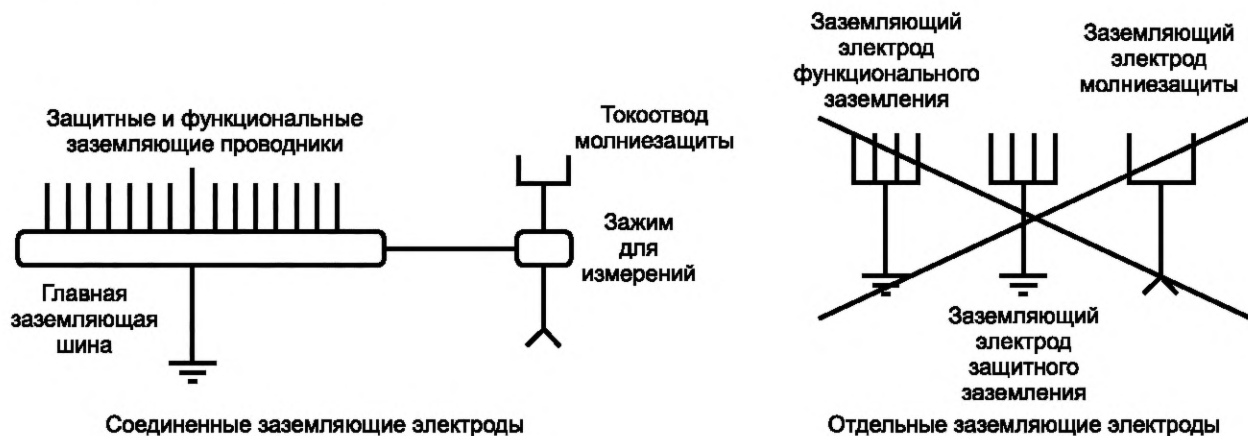 Защитные и функциональные
заземляющие проводники
Токоотвод
молниезащиты
Зажим
для
измерений
Главная
заземляющая
шина
Соединенные заземляющие электроды
Заземляющий
электрод
функционального
заземления
Заземляющий
электрод
молниезащиты
Заземляющий
электрод
защитного
заземления
Отдельные заземляющие электроды